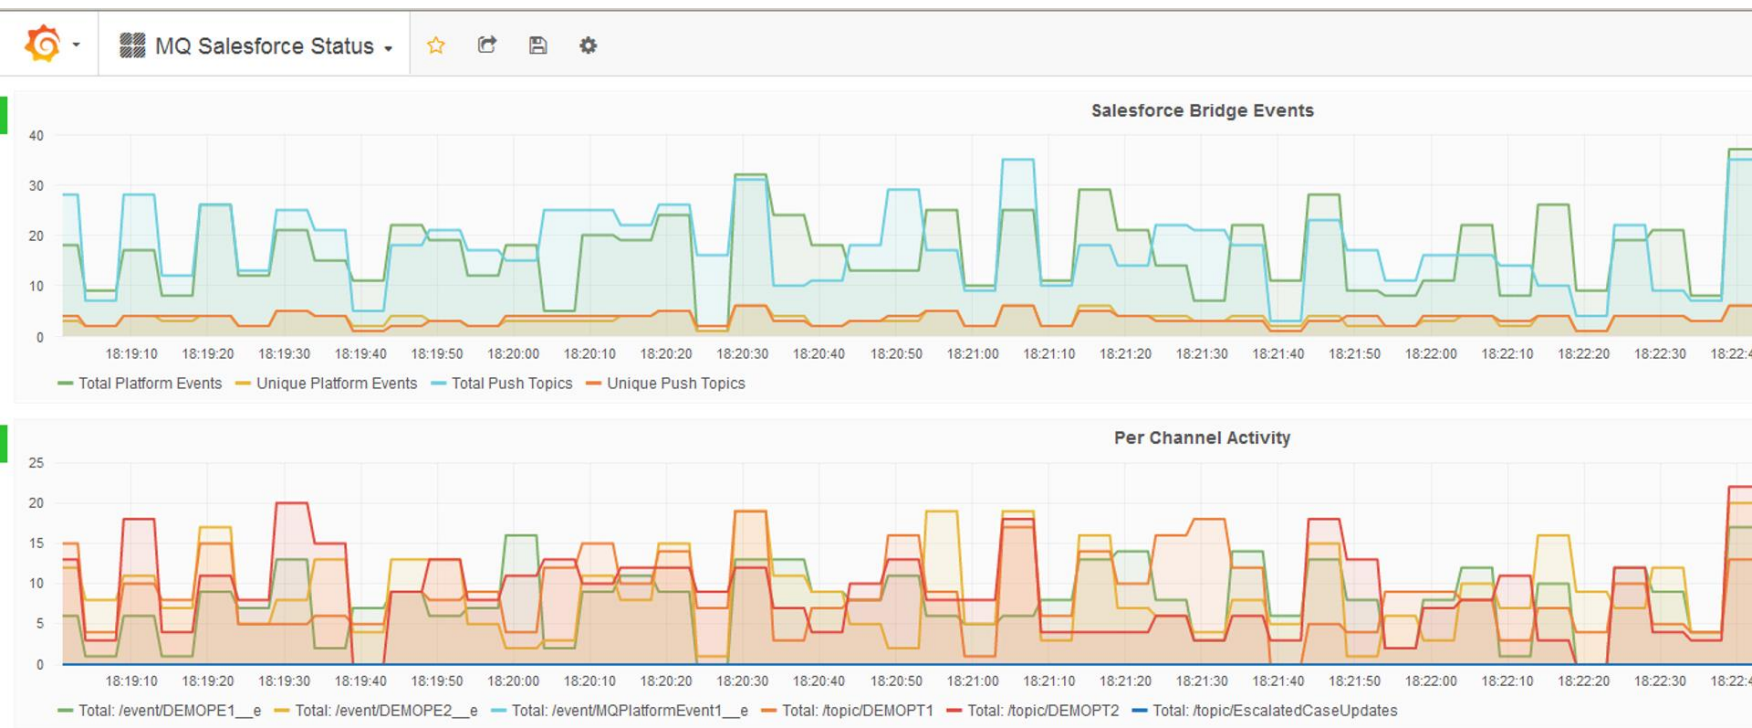 MQ Salesforce Status
Salesforce Bridge Events
40
30
20
10
0
18:19:10 18:19:20 18:19:30 18:19:40 18:19:50 18:20:00 18:20:10 18:20:20 18:20:30 18:20:40 18:20:50 18:21:00 18:21:10 18:21:20 18:21:30 18:21:40 18:21:50 18:22:00 18:22:10 18:22:20 18:22:30 18:22:4
Total Platform Events Unique Platform Events Total Push Topics Unique Push Topics
Per Channel Activity
25
20
15
10
5
0
18:19:10 18:19:20 18:19:30 18:19:40 18:19:50 18:20:00 18:20:10 18:20:20 18:20:30 18:20:40 18:20:50 18:21:00 18:21:10 18:21:20 18:21:30 18:21:40 18:21:50 18:22:00 18:22:10 18:22:20 18:22:30 18:22:4
Total: /event/DEMOPE1__e Total: /event/DEMOPE2__e Total: /event/MQPlatformEvent1__e Total: /topic/DEMOPT1 Total: /topic/DEMOPT2 Total: /topic/EscalatedCaseUpdates